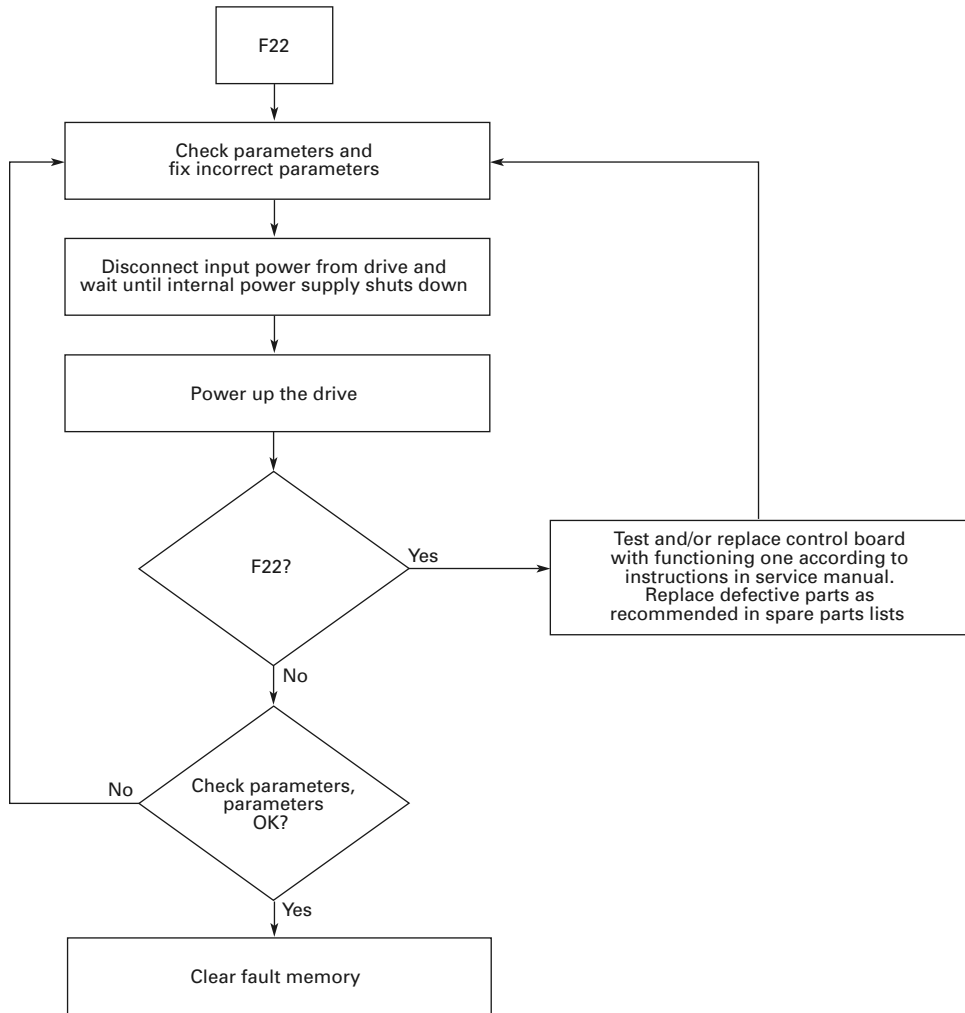 F22
Check parameters and
fix incorrect parameters
Disconnect input power from drive and
wait until internal power supply shuts down
Power up the drive
F22?
Yes
Test and/or replace control board
with functioning one according to
instructions in service manual.
Replace defective parts as
recommended in spare parts lists
No
Check parameters,
parameters
OK?
No
Yes
Clear fault memory